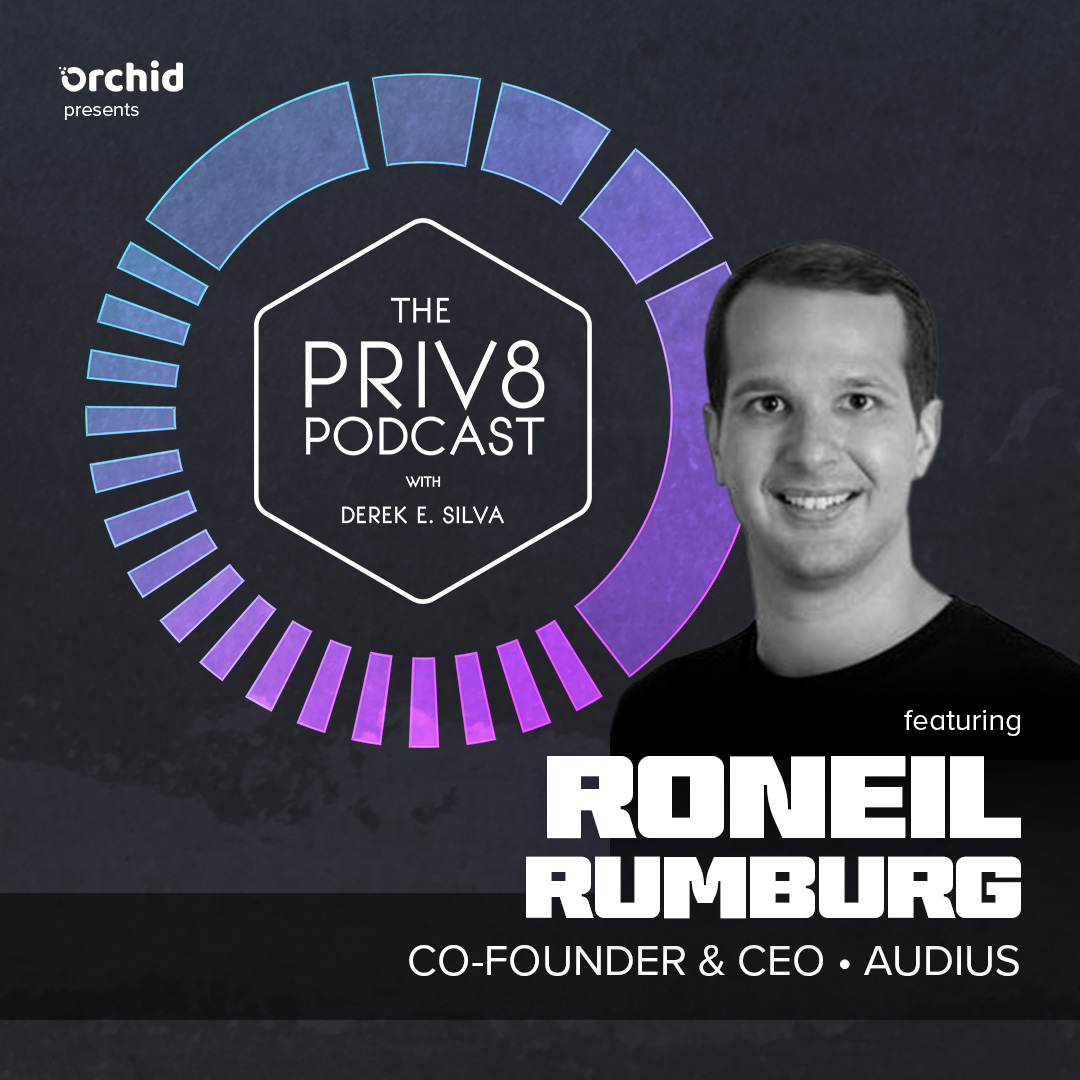 Orchid
presents
THE
PRIV8
PODCAST
WITH
DEREK E. SILVA
featuring
RONEIL
RUMBURG
CO-FOUNDER & CEO • AUDIUS